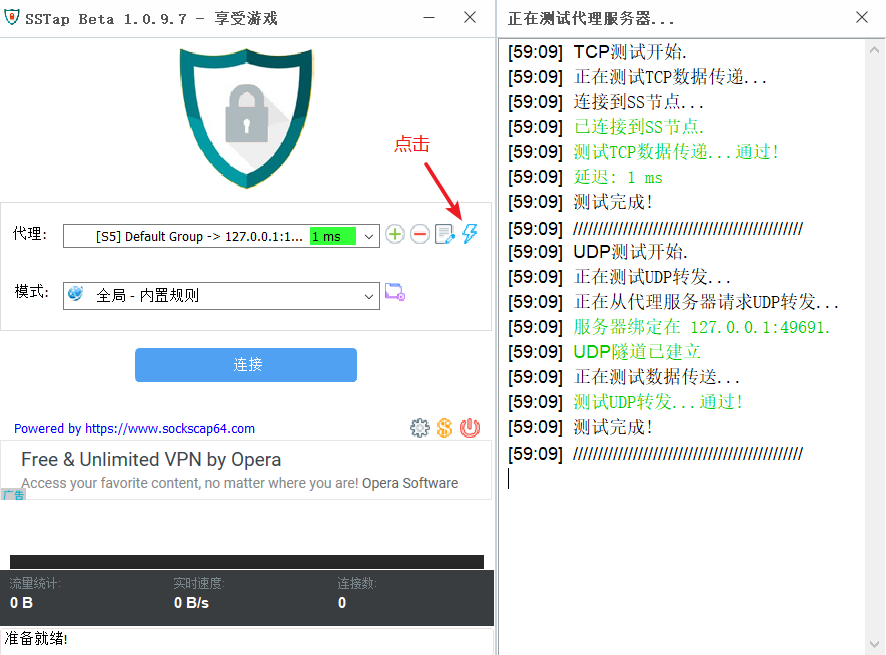 SSTap Beta 1.0.9.7 - 享受游戏
点击
代理:
[S5] Default Group -> 127.0.0.1:1... 1 ms
模式:
全局 - 内置规则
连接
Powered by https://www.sockscap64.com
Free & Unlimited VPN by Opera
Access your favorite content, no matter where you are! Opera Software
广告
流量统计: 实时速度: 连接数:
0 B 0 B/s 0
准备就绪!
正在测试代理服务器...
[59:09] TCP测试开始.
[59:09] 正在测试TCP数据传递...
[59:09] 连接到SS节点...
[59:09] 已连接到SS节点.
[59:09] 测试TCP数据传递...通过!
[59:09] 延迟: 1 ms
[59:09] 测试完成!
[59:09] //////////////////////////////////////////////
[59:09] UDP测试开始.
[59:09] 正在测试UDP转发...
[59:09] 正在从代理服务器请求UDP转发...
[59:09] 服务器绑定在 127.0.0.1:49691.
[59:09] UDP隧道已建立
[59:09] 正在测试数据传送...
[59:09] 测试UDP转发...通过!
[59:09] 测试完成!
[59:09] //////////////////////////////////////////////